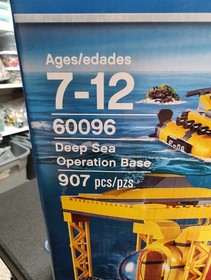 Ages/edades
7-12
60096
Deep Sea
Operation Base
907 pcs/pzs